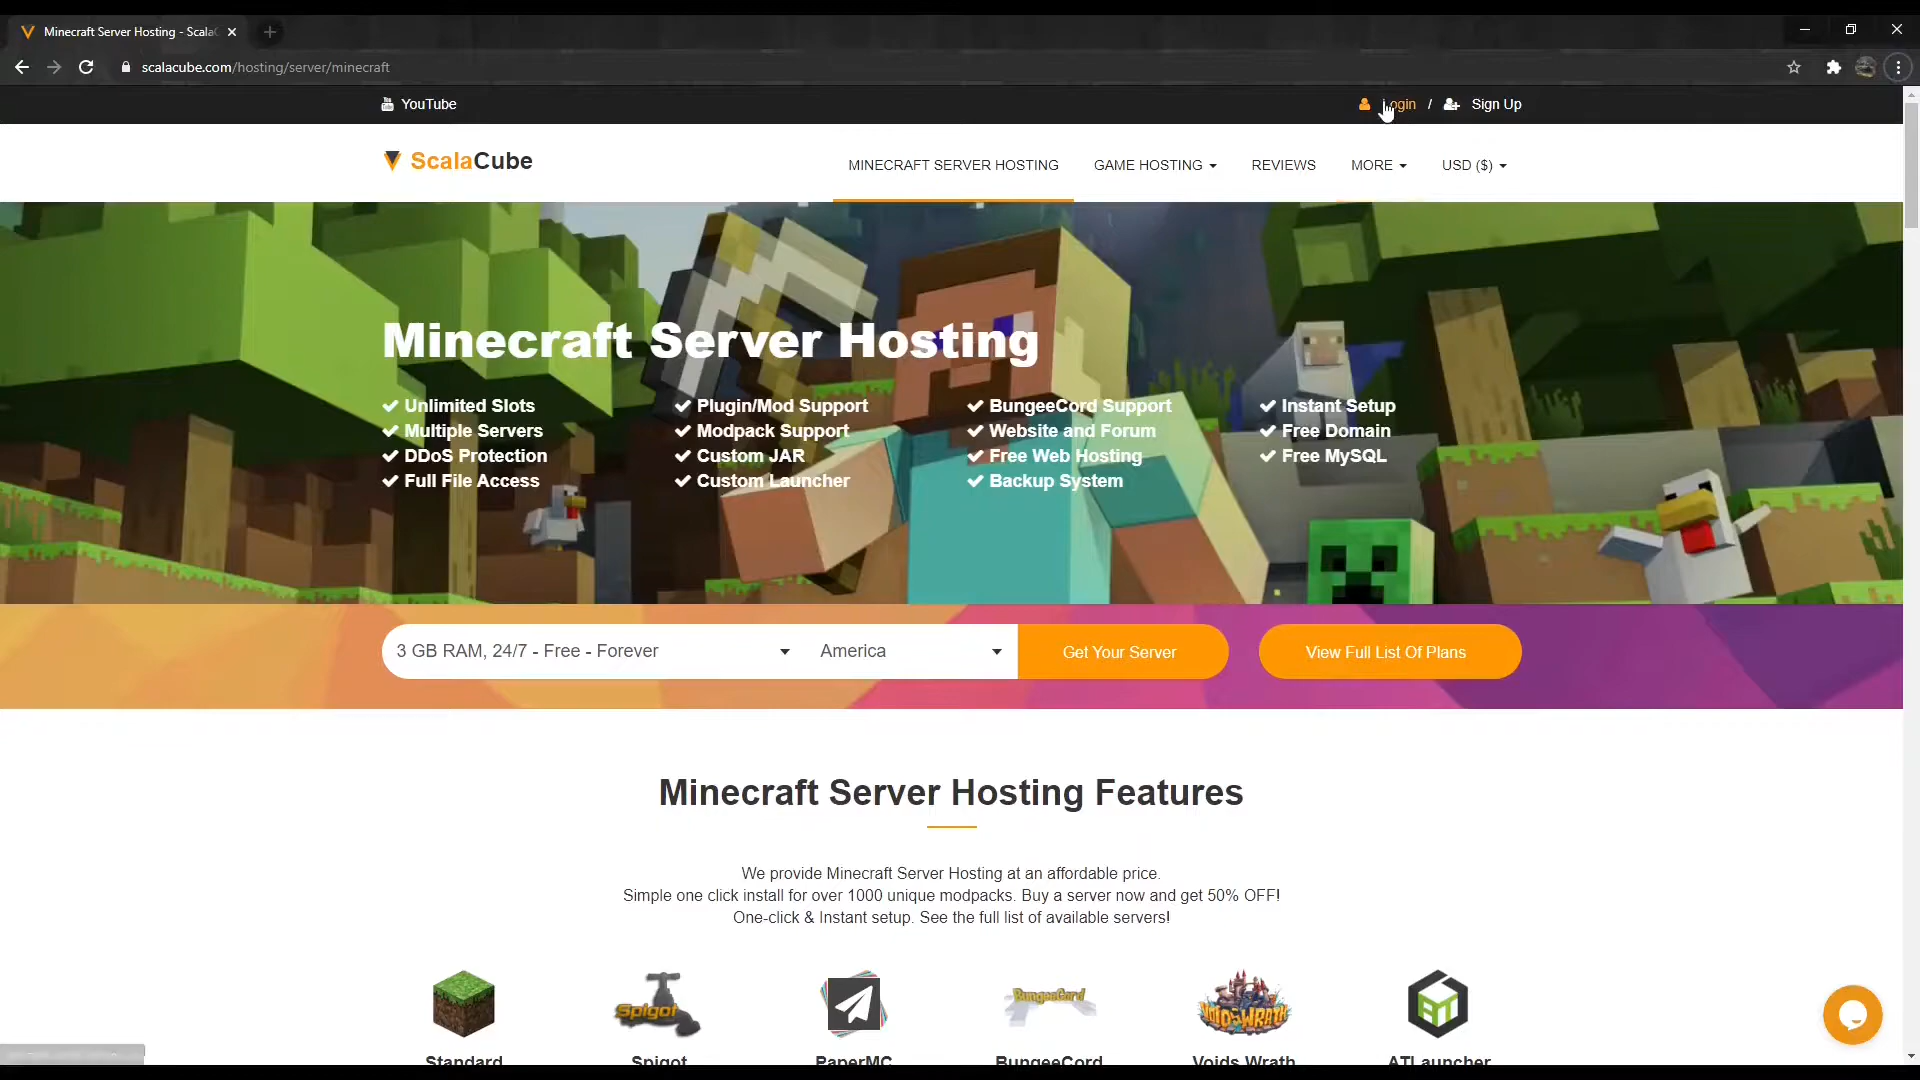 Minecraft Server Hosting - Scala
scalacube.com/hosting/server/minecraft
YouTube
Login / Sign Up
ScalaCube
MINECRAFT SERVER HOSTING GAME HOSTING REVIEWS MORE USD ($)
Minecraft Server Hosting
Unlimited Slots Plugin/Mod Support BungeeCord Support Instant Setup
Multiple Servers Modpack Support Website and Forum Free Domain
DDoS Protection Custom JAR Free Web Hosting Free MySQL
Full File Access Custom Launcher Backup System
3 GB RAM, 24/7 - Free - Forever America Get Your Server View Full List Of Plans
Minecraft Server Hosting Features
We provide Minecraft Server Hosting at an affordable price.
Simple one click install for over 1000 unique modpacks. Buy a server now and get 50% OFF!
One-click & Instant setup. See the full list of available servers!
Spigot BungeeCord VOIDSWRATH
Standard Spigot PaperMC BungeeCord Voids Wrath ATLauncher